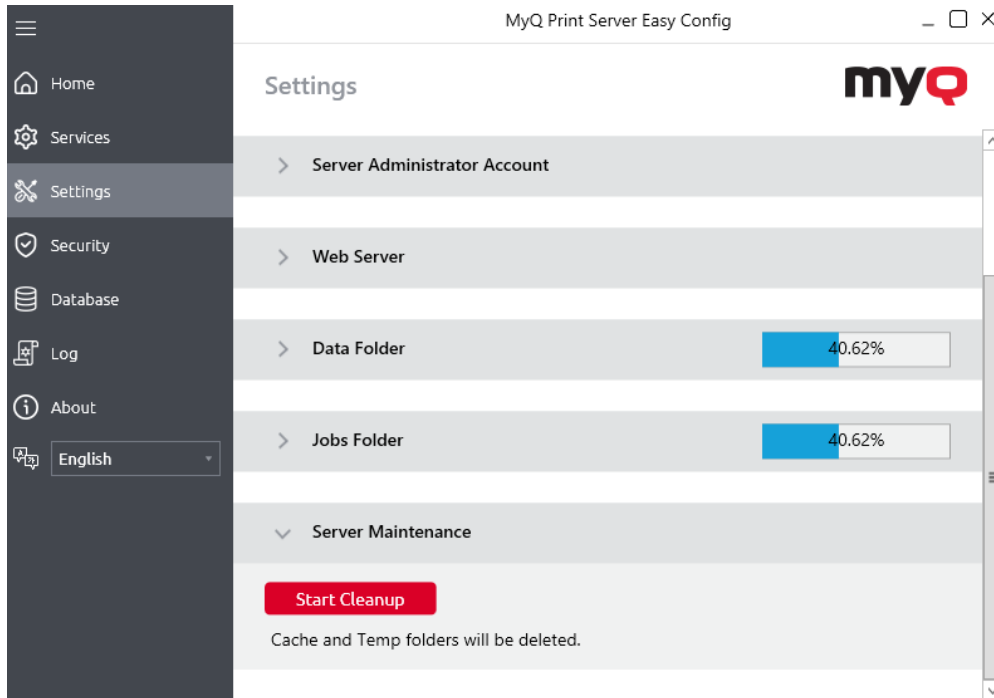 MyQ Print Server Easy Config
Home
Services
Settings
Security
Database
Log
About
English
Settings
myQ
Server Administrator Account
Web Server
Data Folder 40.62%
Jobs Folder 40.62%
Server Maintenance
Start Cleanup
Cache and Temp folders will be deleted.